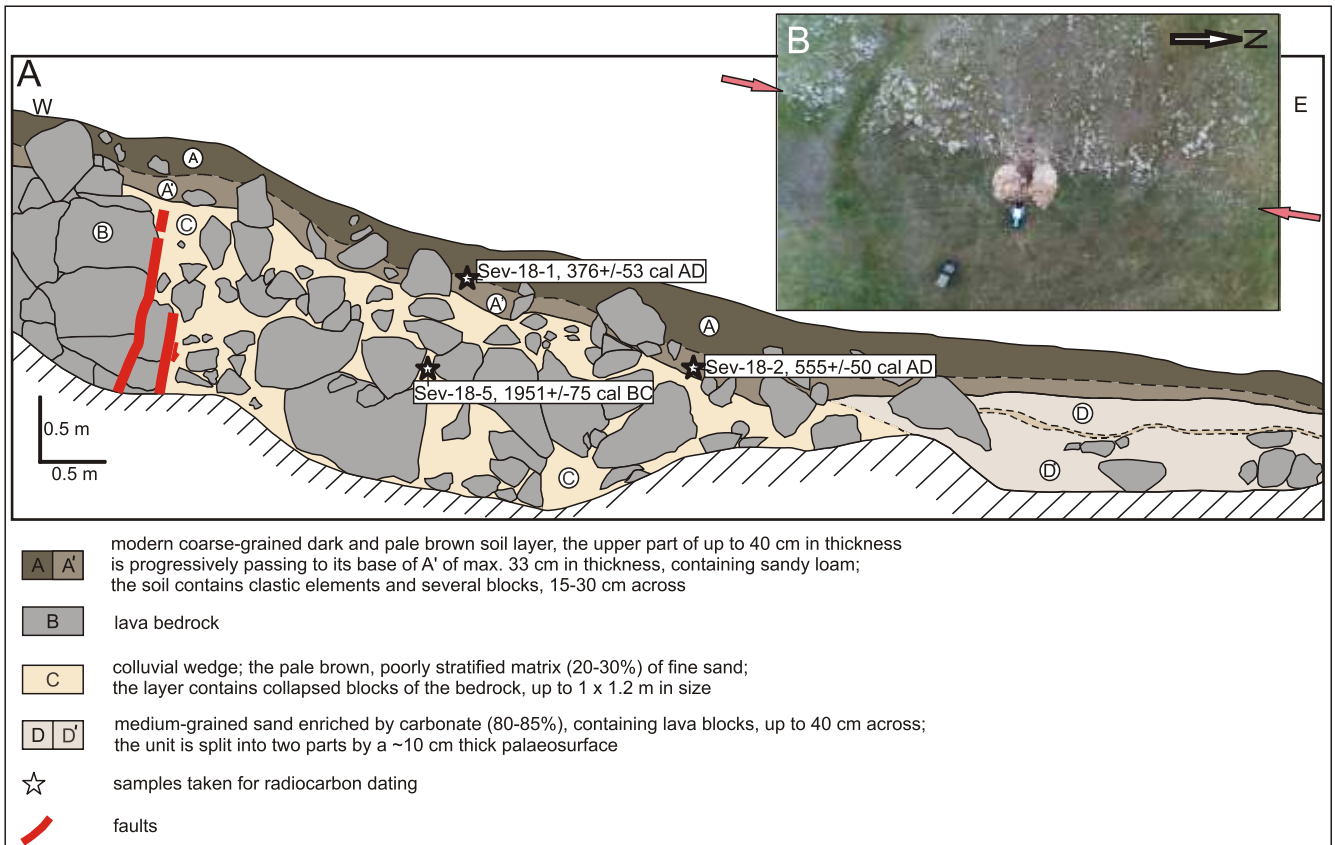 A
W
B
N
E
A
A'
C
B
Sev-18-1, 376+/-53 cal AD
A'
A
Sev-18-2, 555+/-50 cal AD
Sev-18-5, 1951+/-75 cal BC
D
0.5 m
0.5 m
C
D
A A' modern coarse-grained dark and pale brown soil layer, the upper part of up to 40 cm in thickness
is progressively passing to its base of A' of max. 33 cm in thickness, containing sandy loam;
the soil contains clastic elements and several blocks, 15-30 cm across
B lava bedrock
C colluvial wedge; the pale brown, poorly stratified matrix (20-30%) of fine sand;
the layer contains collapsed blocks of the bedrock, up to 1 x 1.2 m in size
D D' medium-grained sand enriched by carbonate (80-85%), containing lava blocks, up to 40 cm across;
the unit is split into two parts by a ~10 cm thick palaeosurface
samples taken for radiocarbon dating
faults